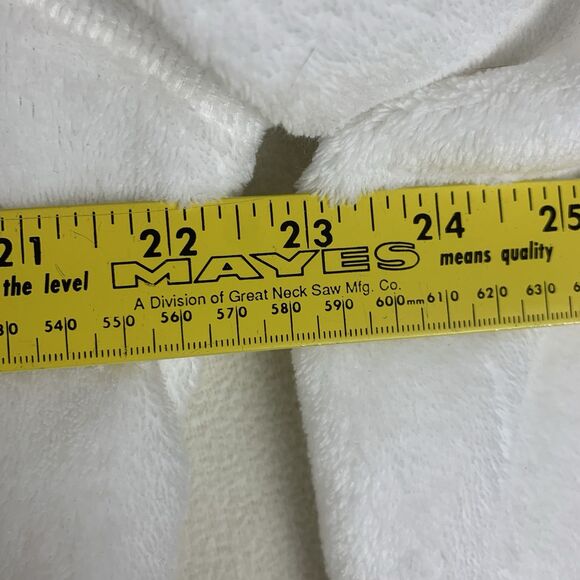 21 22 23 24 25
the level MAYES means quality
A Division of Great Neck Saw Mfg. Co.
540 550 560 570 580 590 600mm 610 620 630